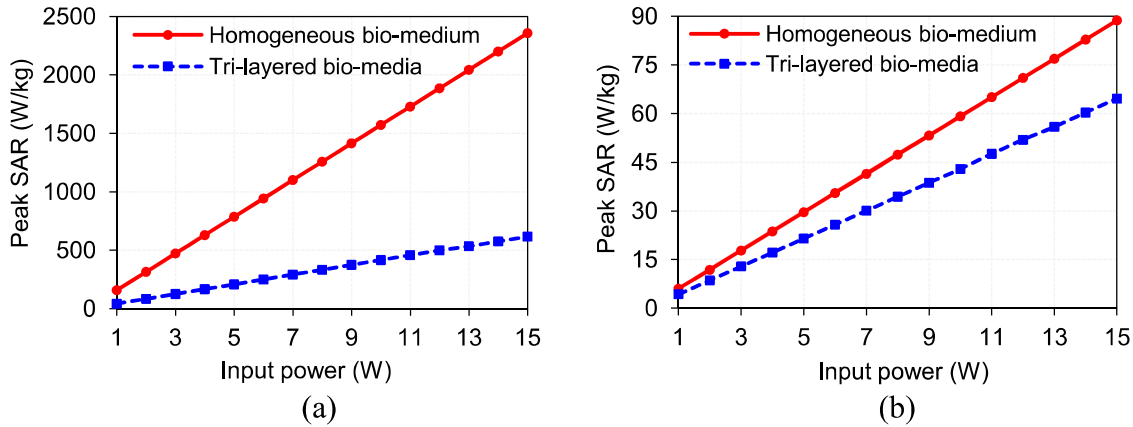 2500
2000
1500
1000
500
0
Peak SAR (W/kg)
Homogeneous bio-medium
Tri-layered bio-media
1 3 5 7 9 11 13 15
Input power (W)
(a)
90
75
60
45
30
15
0
Peak SAR (W/kg)
Homogeneous bio-medium
Tri-layered bio-media
1 3 5 7 9 11 13 15
Input power (W)
(b)